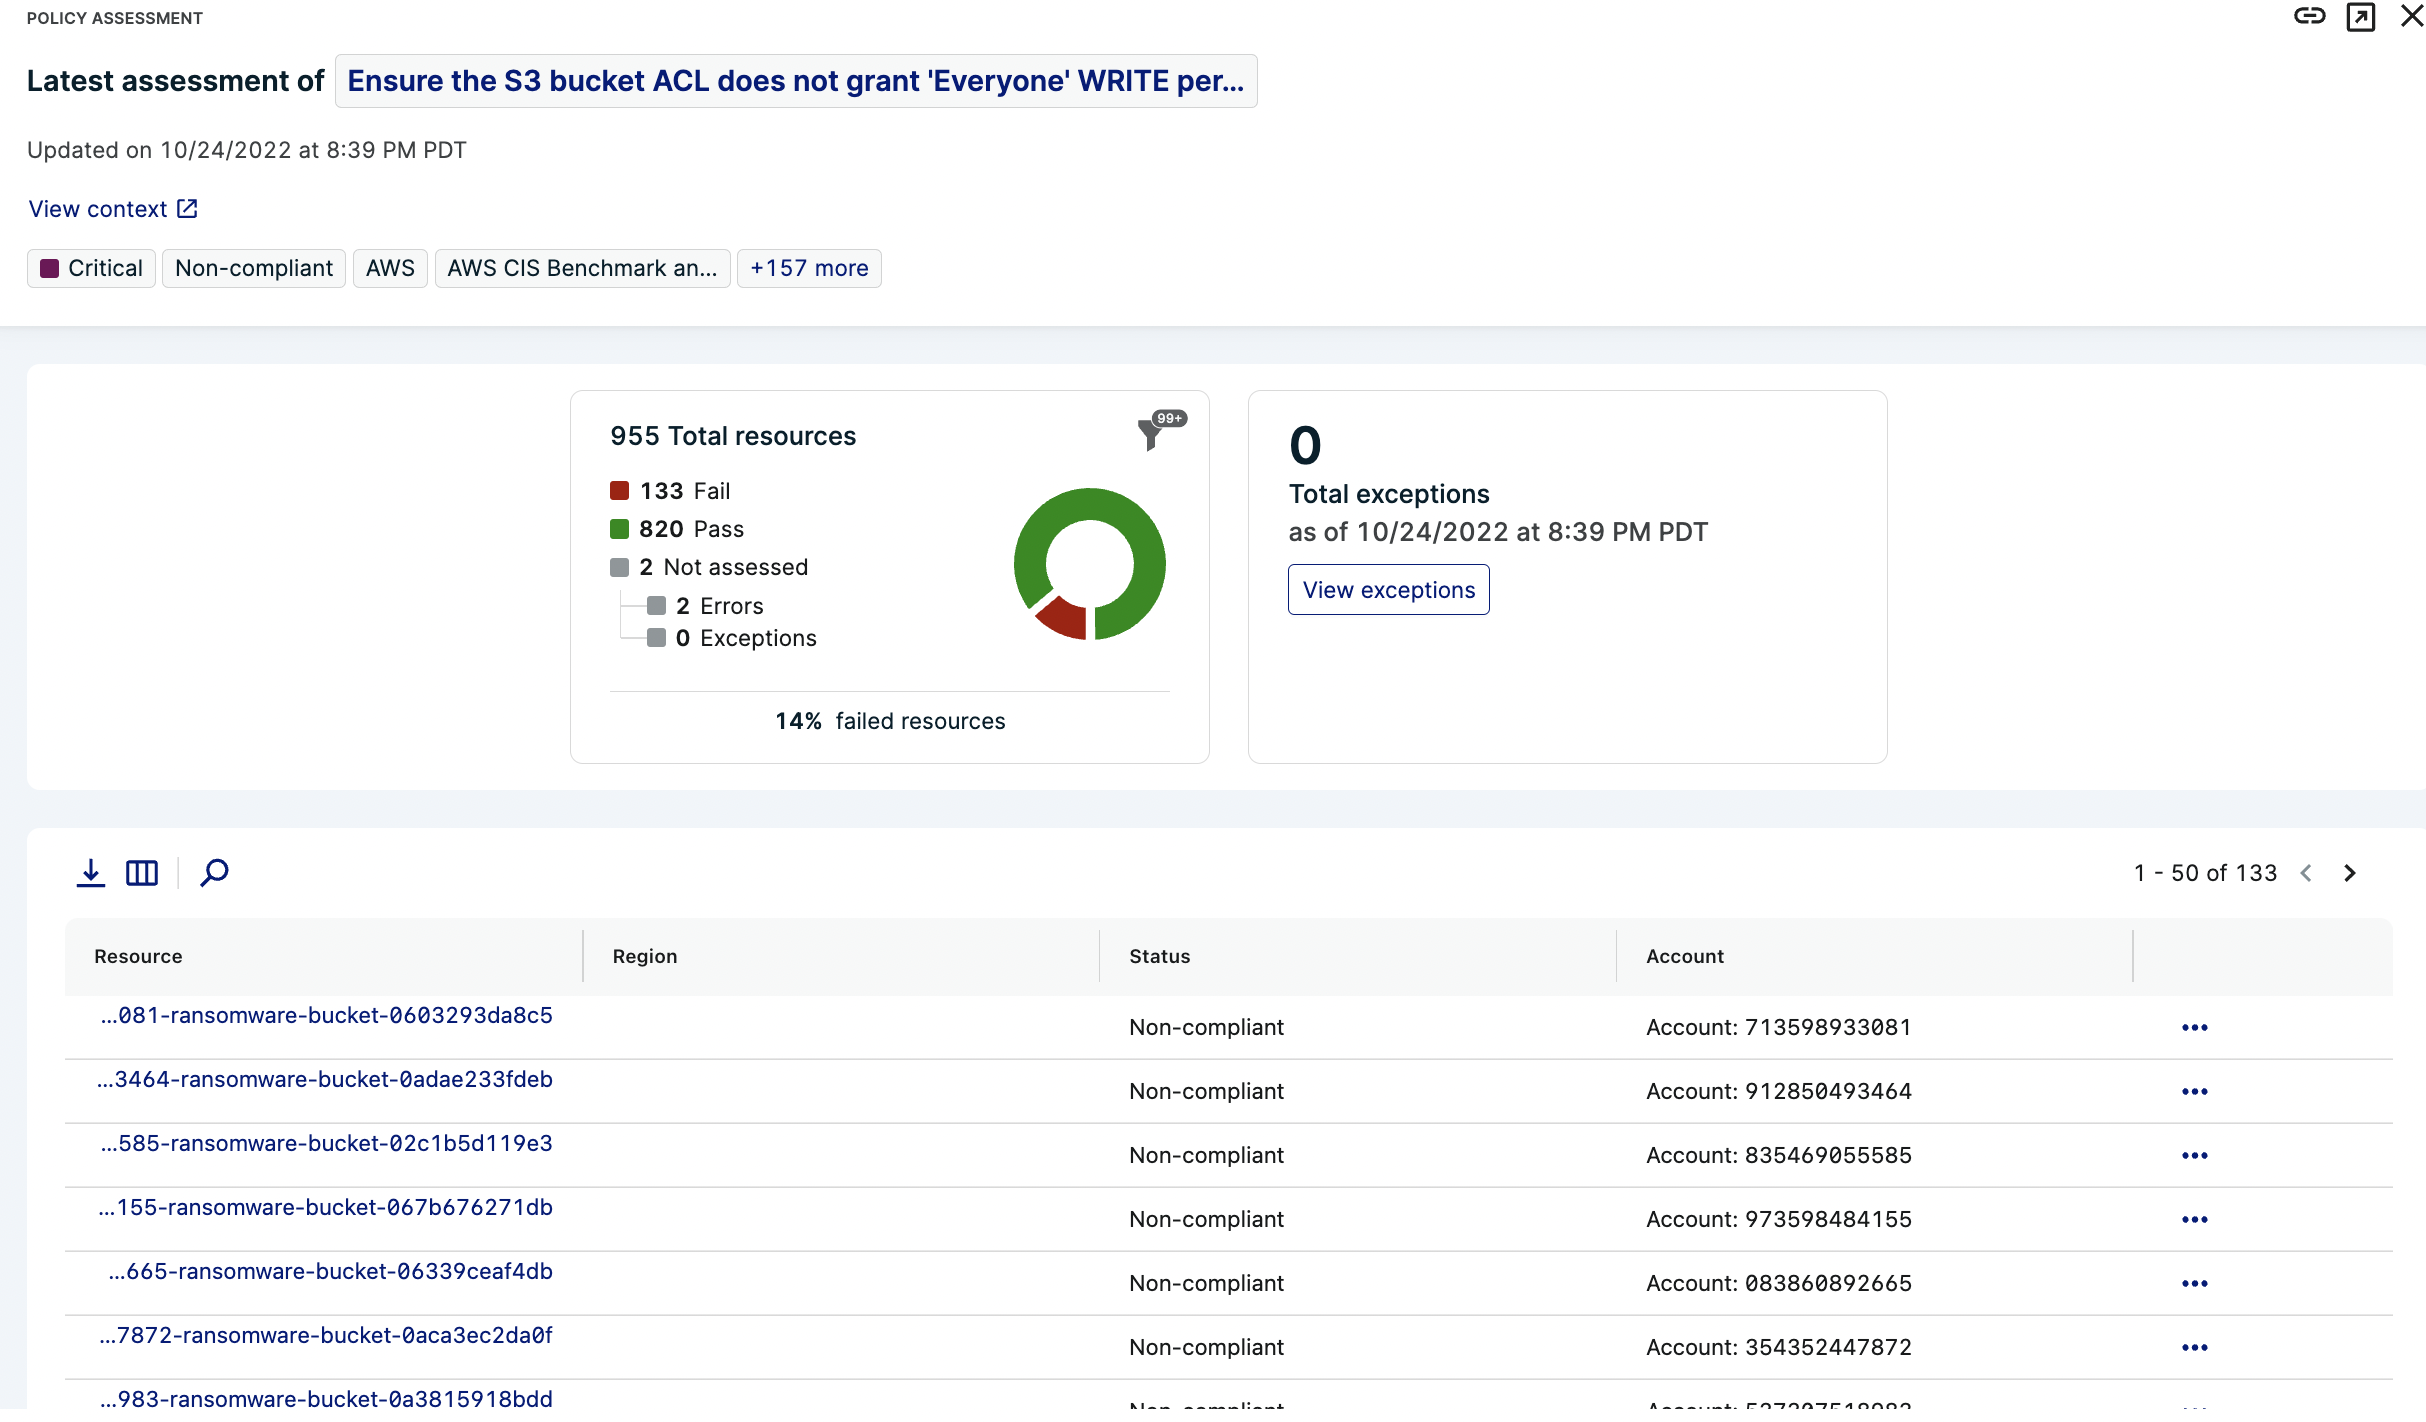 POLICY ASSESSMENT
Latest assessment of Ensure the S3 bucket ACL does not grant 'Everyone' WRITE per...
Updated on 10/24/2022 at 8:39 PM PDT
View context
Critical Non-compliant AWS AWS CIS Benchmark an... +157 more
955 Total resources 99+
133 Fail
820 Pass
2 Not assessed
2 Errors
0 Exceptions
14% failed resources
0
Total exceptions
as of 10/24/2022 at 8:39 PM PDT
View exceptions
1 - 50 of 133
Resource Region Status Account
...081-ransomware-bucket-0603293da8c5 Non-compliant Account: 713598933081
...3464-ransomware-bucket-0adae233fdeb Non-compliant Account: 912850493464
...585-ransomware-bucket-02c1b5d119e3 Non-compliant Account: 835469055585
...155-ransomware-bucket-067b676271db Non-compliant Account: 973598484155
...665-ransomware-bucket-06339ceaf4db Non-compliant Account: 083860892665
...7872-ransomware-bucket-0aca3ec2da0f Non-compliant Account: 354352447872
...983-ransomware-bucket-0a3815918bdd Non-compliant Account: